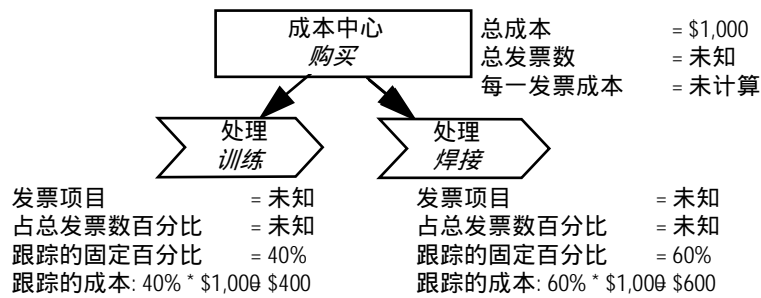 成本中心
购买
总成本 = $1,000
总发票数 = 未知
每一发票成本 = 未计算
处理
训练
处理
焊接
发票项目 = 未知
占总发票数百分比 = 未知
跟踪的固定百分比 = 40%
跟踪的成本: 40% * $1,000= $400
发票项目 = 未知
占总发票数百分比 = 未知
跟踪的固定百分比 = 60%
跟踪的成本: 60% * $1,000= $600